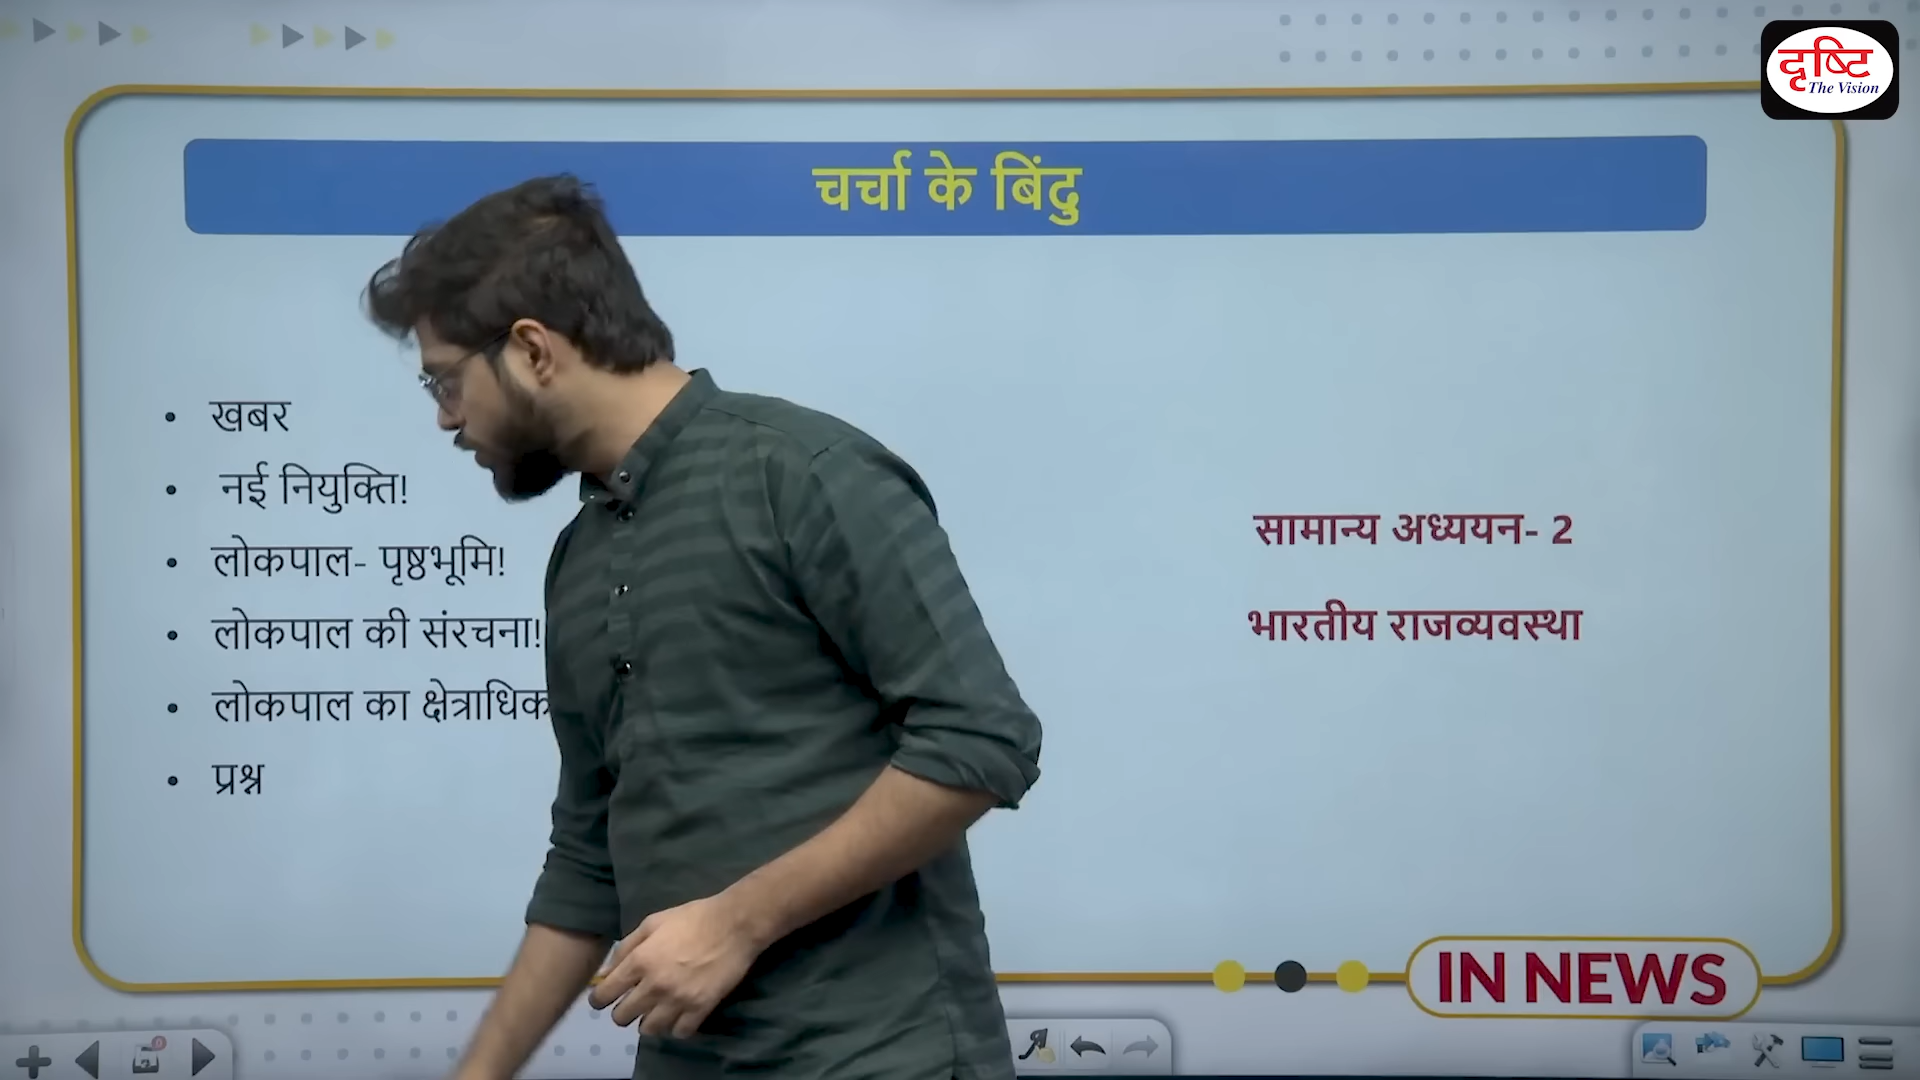 दृष्टि
The Vision
चर्चा के बिंदु
• खबर
• नई नियुक्ति!
• लोकपाल- पृष्ठभूमि!
• लोकपाल की संरचना!
• लोकपाल का
• प्रश्न
सामान्य अध्ययन- 2
भारतीय राजव्यवस्था
IN NEWS
0